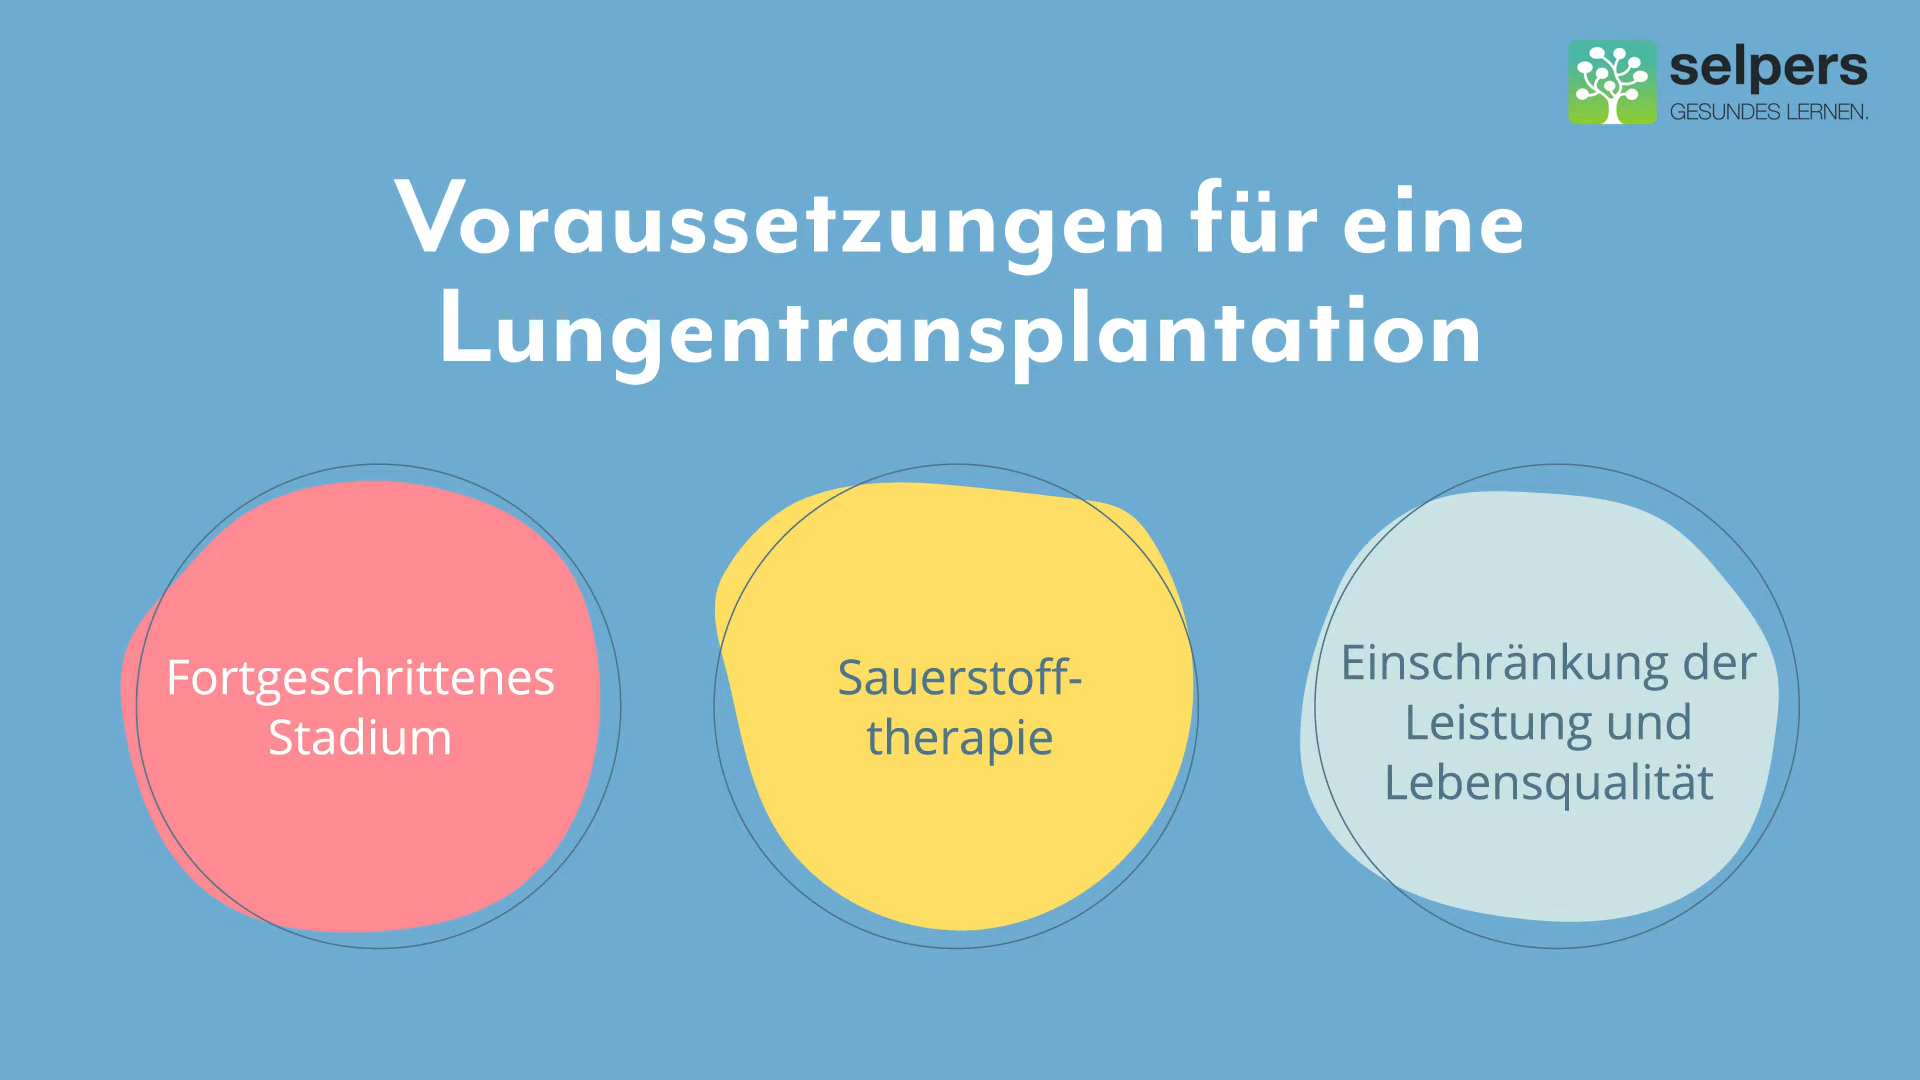 selpers
GESUNDES LERNEN.
Voraussetzungen für eine
Lungentransplantation
Fortgeschrittenes
Stadium
Sauerstoff-
therapie
Einschränkung der
Leistung und
Lebensqualität